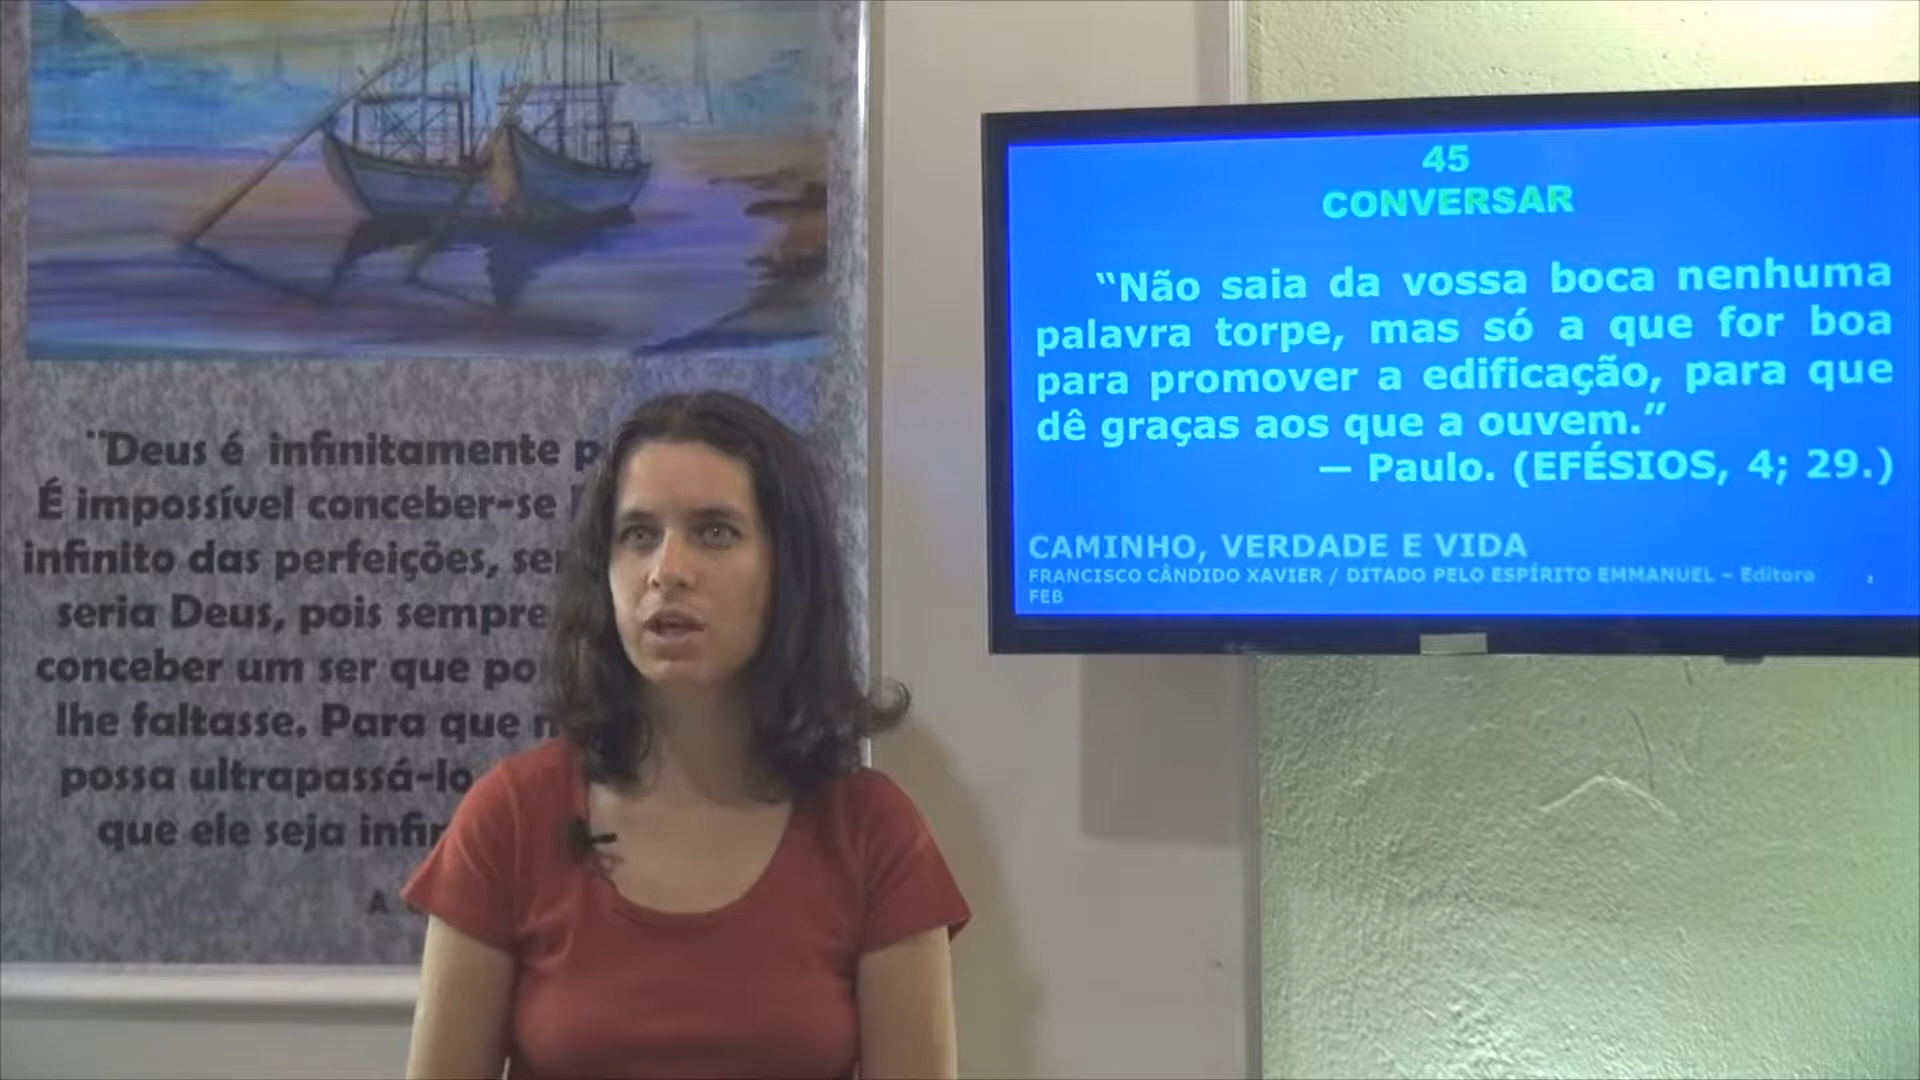 ¨Deus é infinitamente
É impossível conceber-se
infinito das perfeições,
seria Deus, pois sempre
conceber um ser que
lhe faltasse. Para que
possa ultrapassá-lo
que ele seja
A
45
CONVERSAR
“Não saia da vossa boca nenhuma
palavra torpe, mas só a que for boa
para promover a edificação, para que
dê graças aos que a ouvem.”
— Paulo. (EFÉSIOS, 4; 29.)
CAMINHO, VERDADE E VIDA
FRANCISCO CÂNDIDO XAVIER / DITADO PELO ESPÍRITO EMMANUEL – Editora
FEB
2